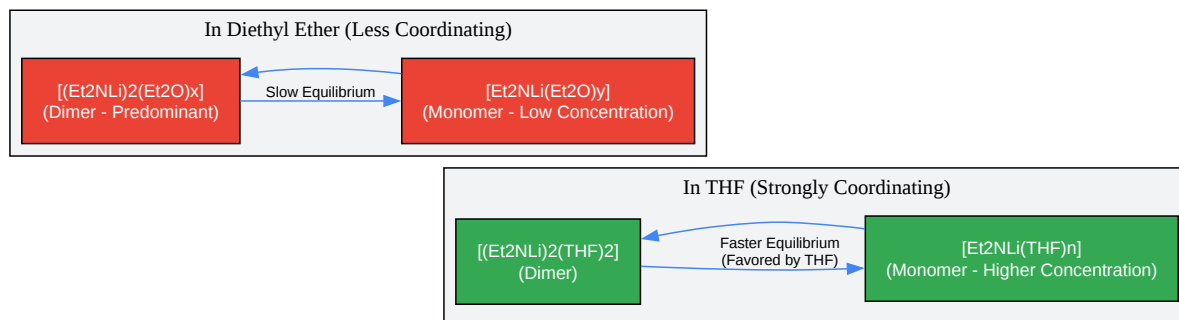 In Diethyl Ether (Less Coordinating)
[(Et2NLi)2(Et2O)x]
(Dimer - Predominant)
Slow Equilibrium
[Et2NLi(Et2O)y]
(Monomer - Low Concentration)
In THF (Strongly Coordinating)
[(Et2NLi)2(THF)2]
(Dimer)
Faster Equilibrium
(Favored by THF)
[Et2NLi(THF)n]
(Monomer - Higher Concentration)